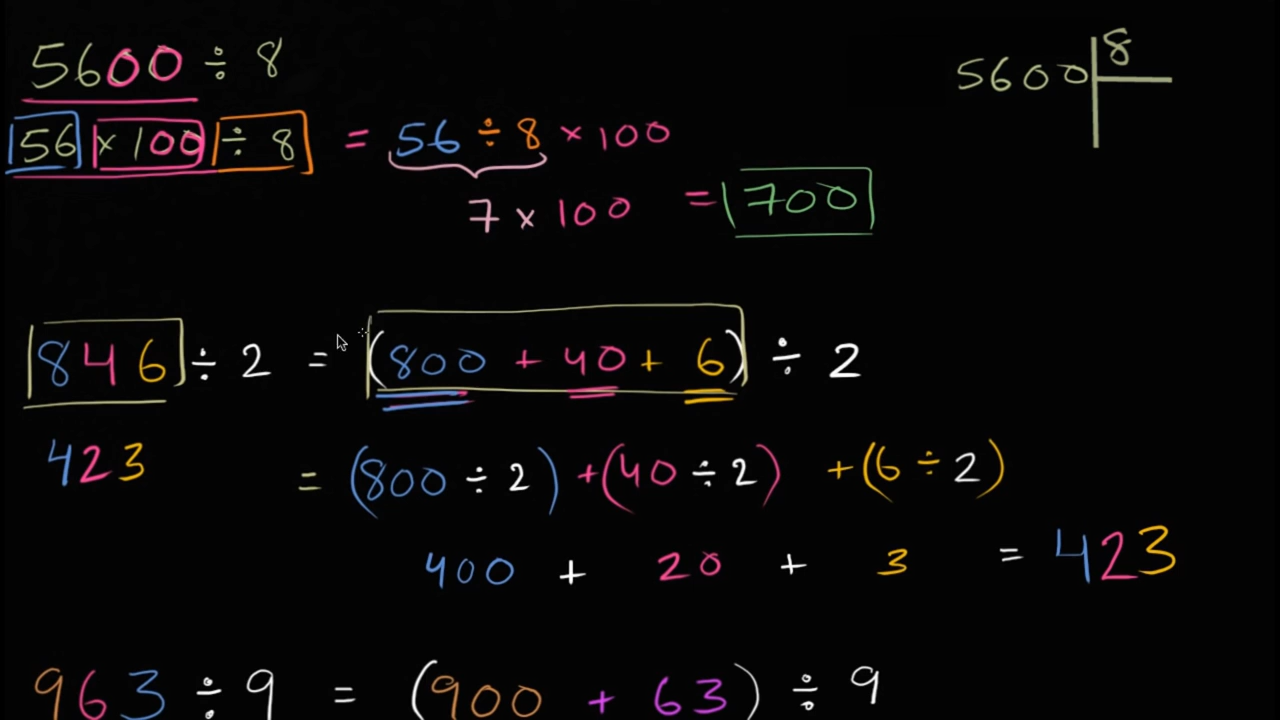 5600 ÷ 8
5600 8
56 × 100 ÷ 8 = 56 ÷ 8 × 100
7 × 100 = 700
846 ÷ 2 = (800 + 40 + 6) ÷ 2
423 = (800 ÷ 2) + (40 ÷ 2) + (6 ÷ 2)
400 + 20 + 3 = 423
963 ÷ 9 = (900 + 63) ÷ 9